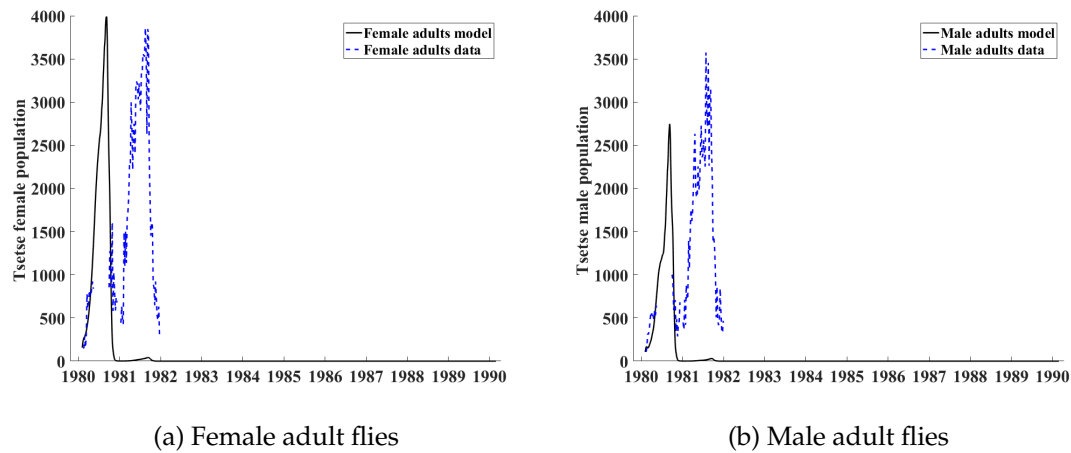 4000
3500
3000
2500
2000
1500
1000
500
0
Tsetse female population
Female adults model
Female adults data
1980 1981 1982 1983 1984 1985 1986 1987 1988 1989 1990
(a) Female adult flies
4000
3500
3000
2500
2000
1500
1000
500
0
Tsetse male population
Male adults model
Male adults data
1980 1981 1982 1983 1984 1985 1986 1987 1988 1989 1990
(b) Male adult flies